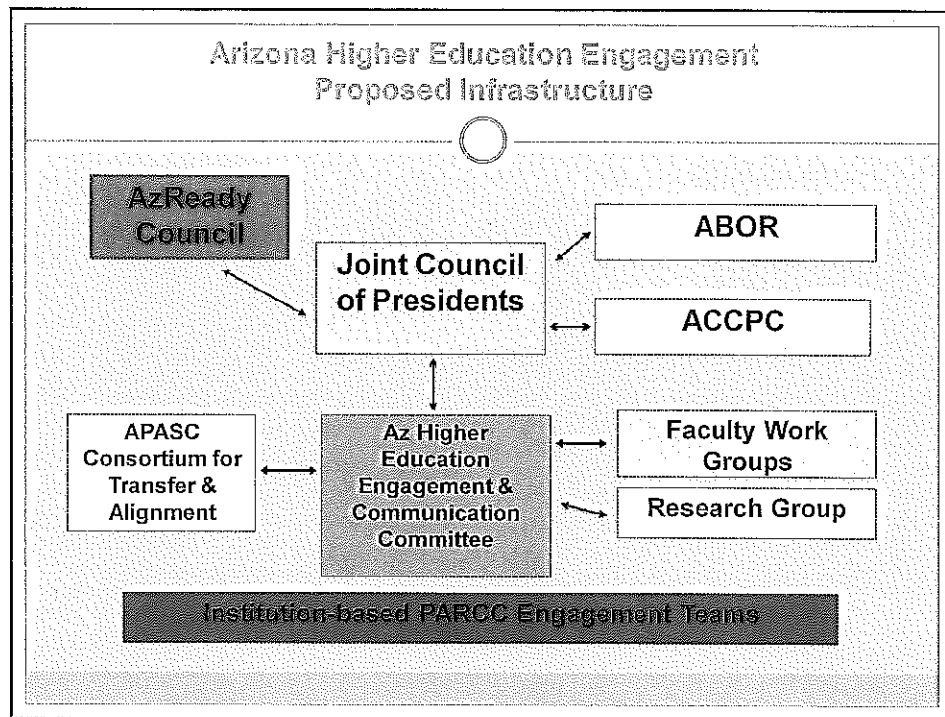 Arizona Higher Education Engagement
Proposed Infrastructure
AzReady
Council
Joint Council
of Presidents
ABOR
ACCPC
APASC
Consortium for
Transfer &
Alignment
Az Higher
Education
Engagement &
Communication
Committee
Faculty Work
Groups
Research Group
Institution-based PARCC Engagement Teams